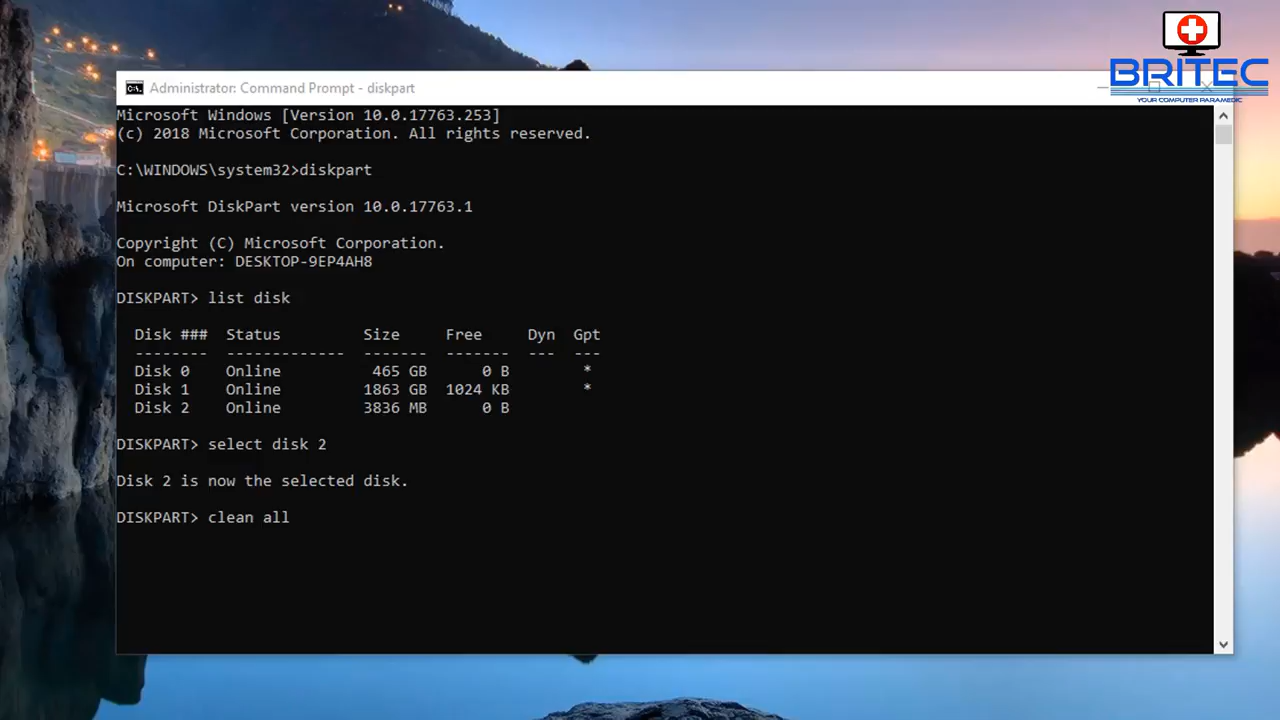 BRITEC
YOUR COMPUTER PARAMEDIC
Administrator: Command Prompt - diskpart
Microsoft Windows [Version 10.0.17763.253]
(c) 2018 Microsoft Corporation. All rights reserved.
C:\WINDOWS\system32>diskpart
Microsoft DiskPart version 10.0.17763.1
Copyright (C) Microsoft Corporation.
On computer: DESKTOP-9EP4AH8
DISKPART> list disk
Disk ###  Status         Size     Free     Dyn  Gpt
--------  -------------  -------  -------  ---  ---
Disk 0    Online          465 GB      0 B        *
Disk 1    Online         1863 GB  1024 KB        *
Disk 2    Online         3836 MB      0 B
DISKPART> select disk 2
Disk 2 is now the selected disk.
DISKPART> clean all